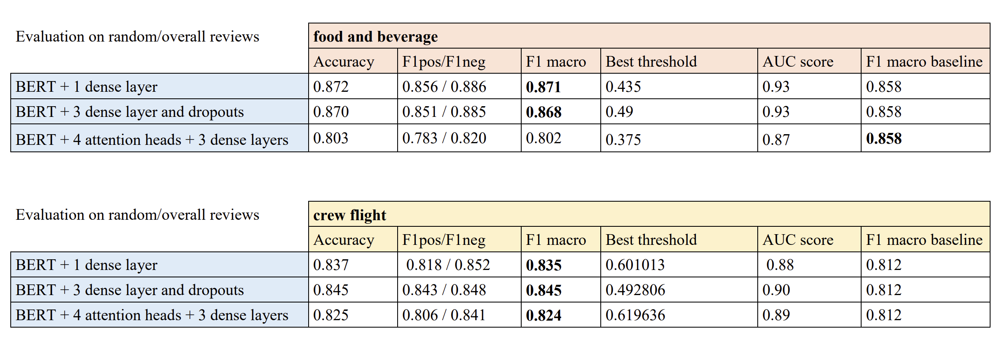 Evaluation on random/overall reviews food and beverage
Accuracy F1pos/F1neg F1 macro Best threshold AUC score F1 macro baseline
BERT + 1 dense layer 0.872 0.856 / 0.886 0.871 0.435 0.93 0.858
BERT + 3 dense layer and dropouts 0.870 0.851 / 0.885 0.868 0.49 0.93 0.858
BERT + 4 attention heads + 3 dense layers 0.803 0.783 / 0.820 0.802 0.375 0.87 0.858
Evaluation on random/overall reviews crew flight
Accuracy F1pos/F1neg F1 macro Best threshold AUC score F1 macro baseline
BERT + 1 dense layer 0.837 0.818 / 0.852 0.835 0.601013 0.88 0.812
BERT + 3 dense layer and dropouts 0.845 0.843 / 0.848 0.845 0.492806 0.90 0.812
BERT + 4 attention heads + 3 dense layers 0.825 0.806 / 0.841 0.824 0.619636 0.89 0.812